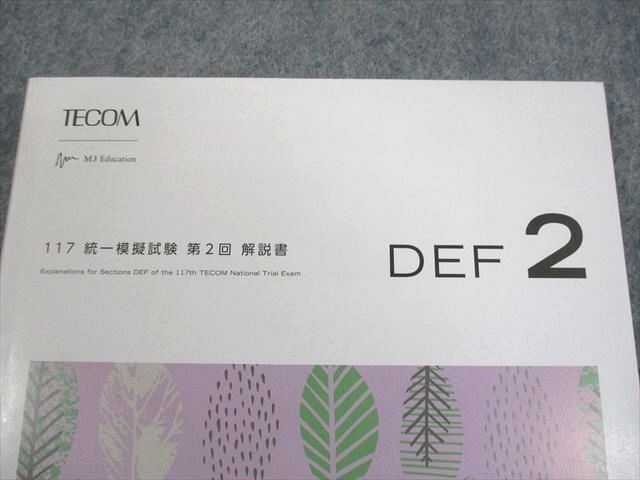 TECOM
M3 Education
117 統一模擬試験 第2回 解説書
Explanations for Sections DEF of the 117th TECOM National Trial Exam
DEF 2